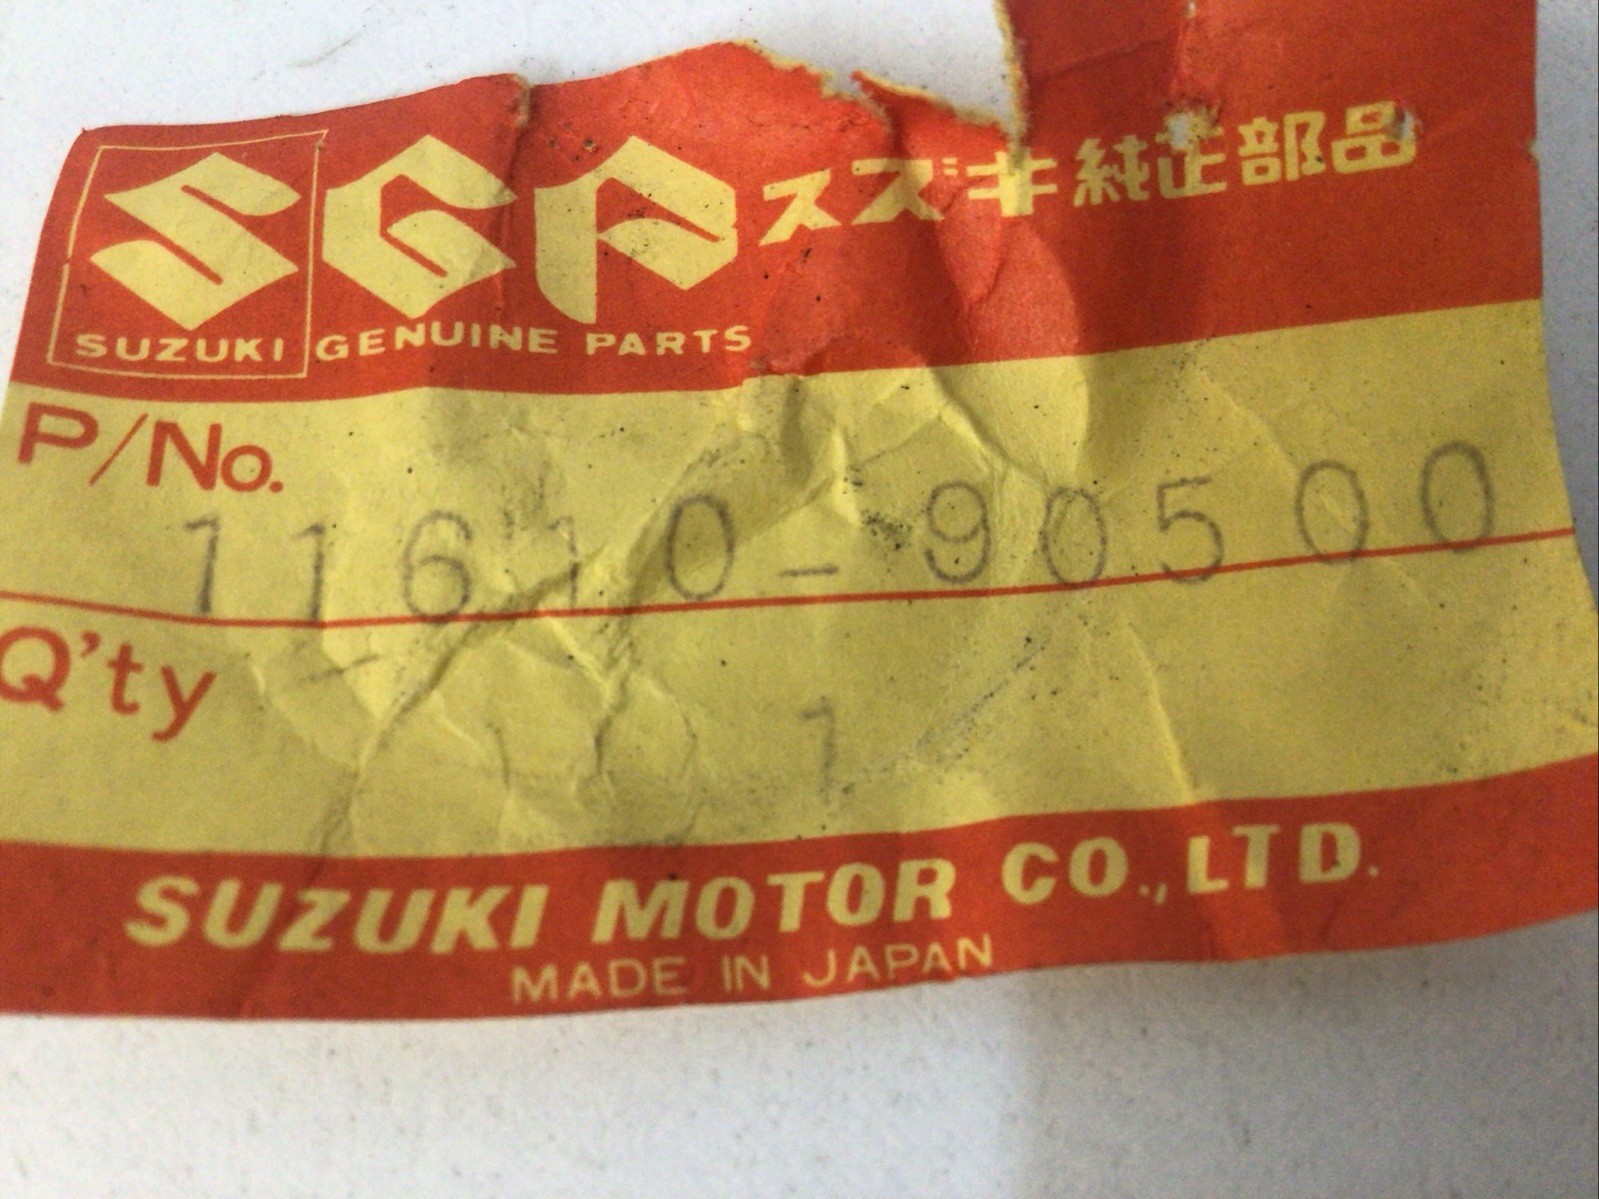 SGP スズキ純正部品
SUZUKI GENUINE PARTS
P/No.
11610-90500
Q'ty
1
SUZUKI MOTOR CO., LTD.
MADE IN JAPAN